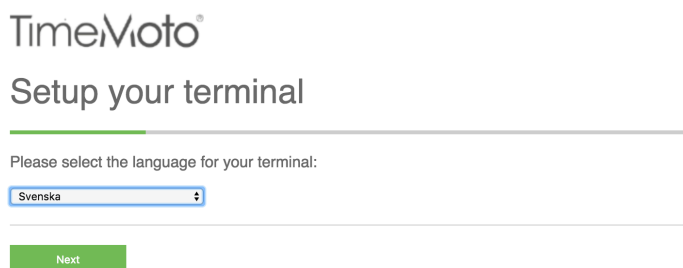 TimeMoto®
Setup your terminal
Please select the language for your terminal:
Svenska
Next